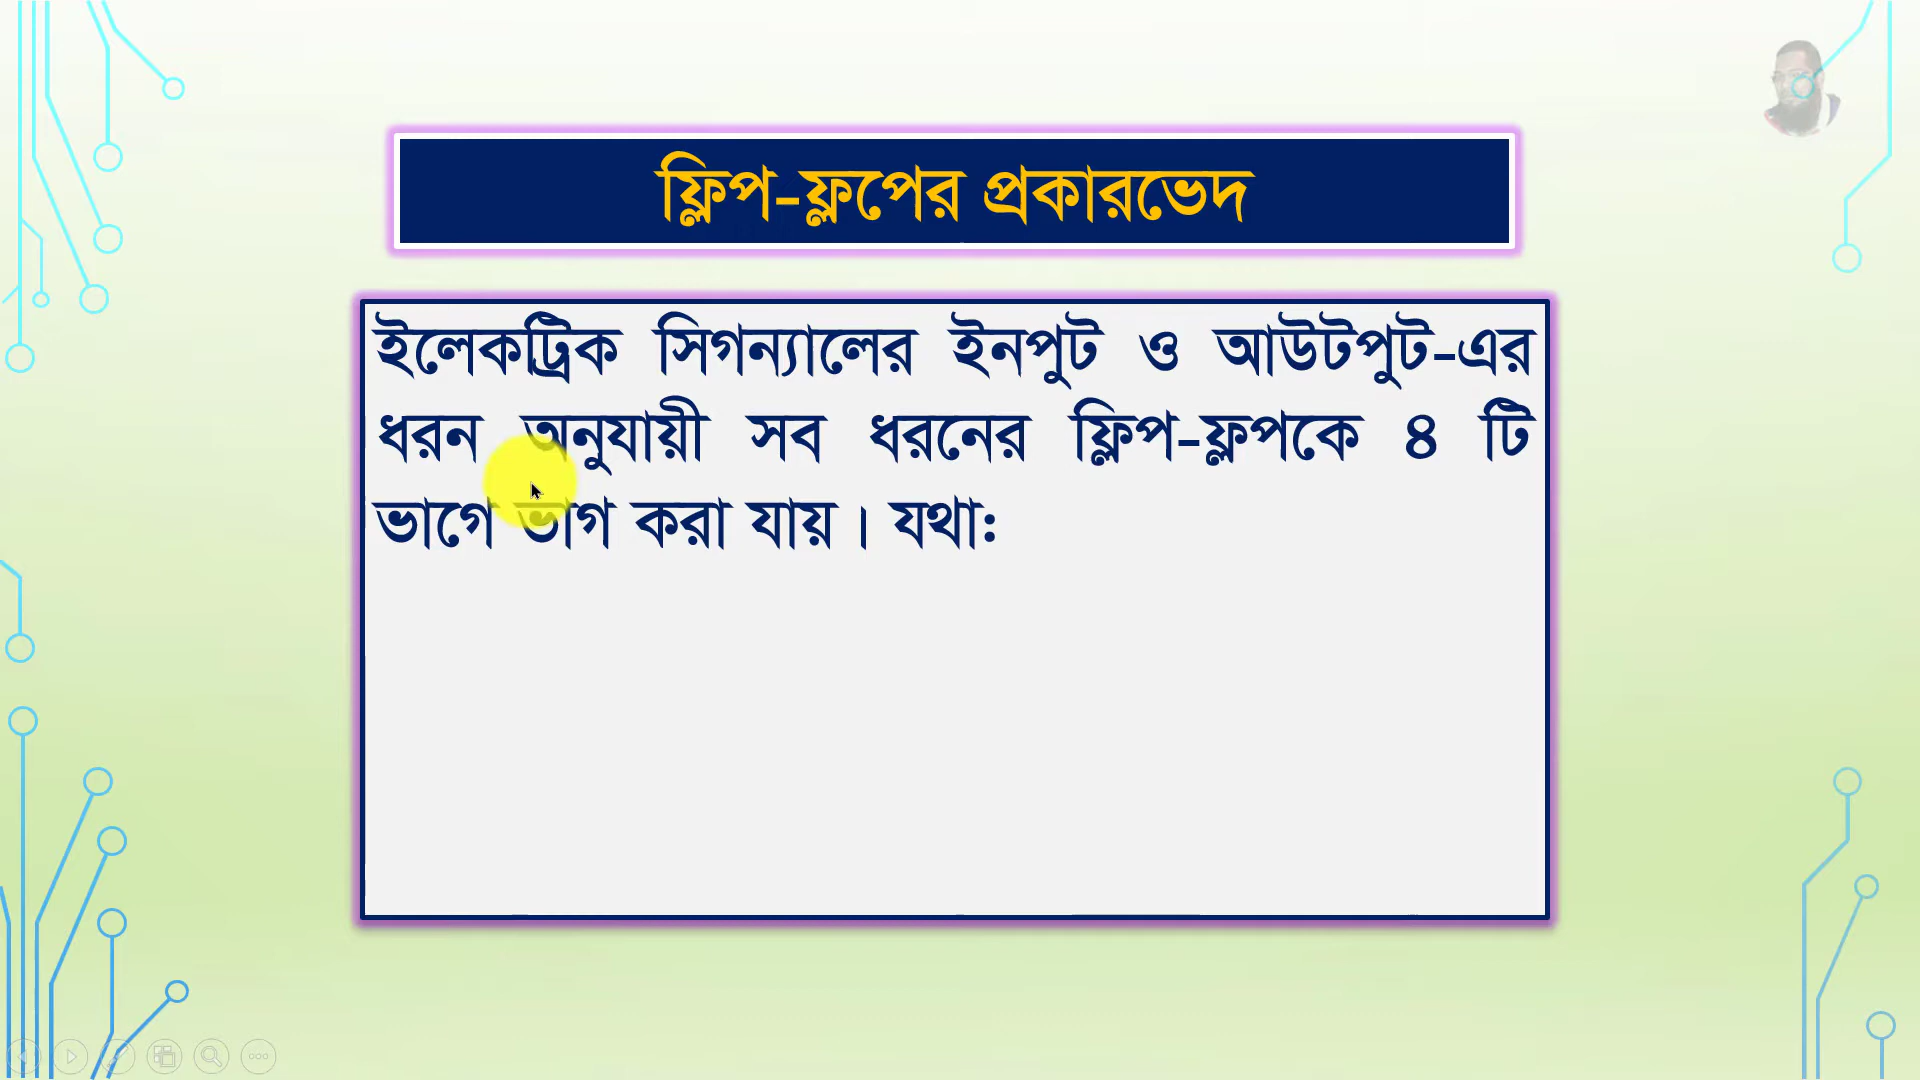 ফ্লিপ-ফ্লপের প্রকারভেদ
ইলেকট্রিক সিগন্যালের ইনপুট ও আউটপুট-এর
ধরন অনুযায়ী সব ধরনের ফ্লিপ-ফ্লপকে ৪ টি
ভাগে ভাগ করা যায়। যথা: